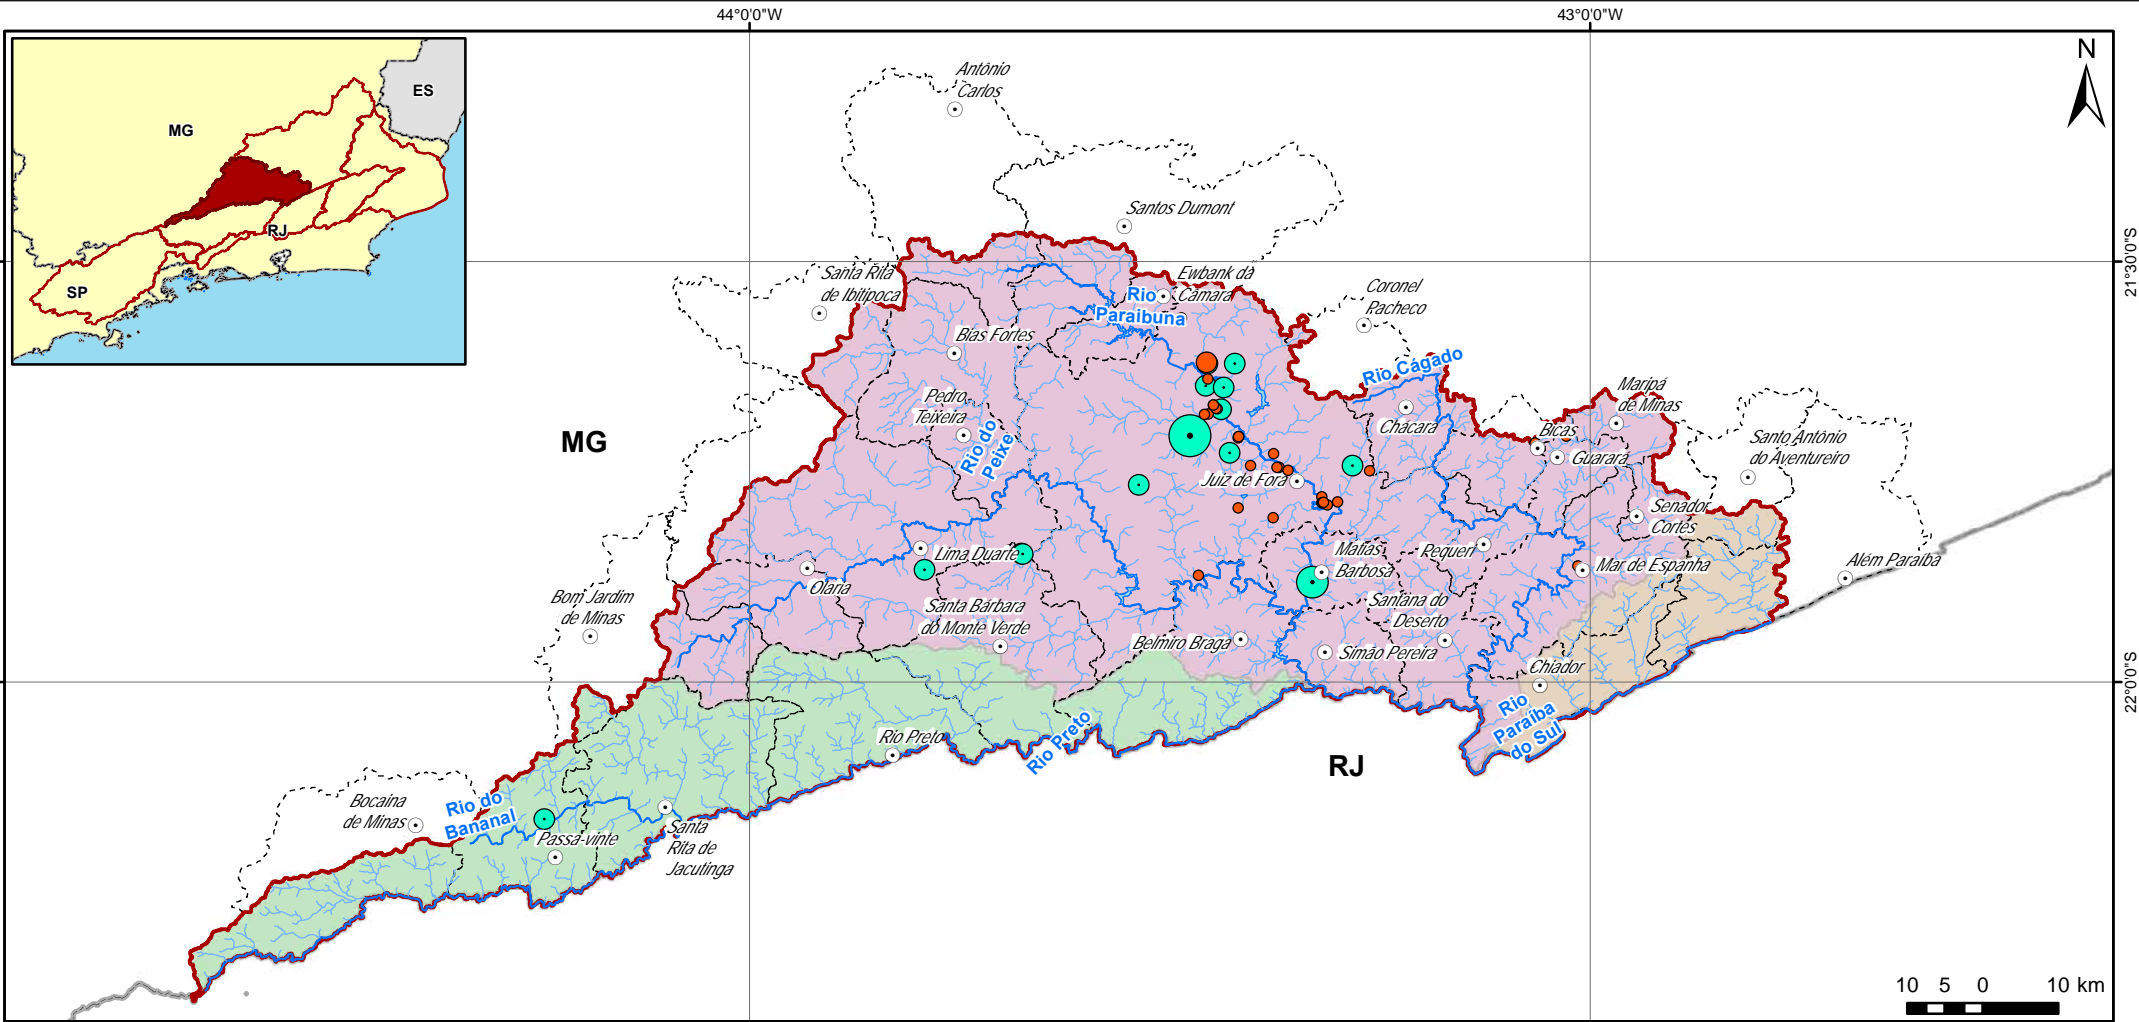 44°0'0"W
43°0'0"W
N
ES
MG
RJ
SP
Antônio
Carlos
Santos Dumont
21°30'0"S
Santa Rita
de Ibitipoca
Ewbank da
Câmara
Rio
Paraibuna
Coronel
Pacheco
Bias Fortes
Rio Cágado
Pedro
Teixeira
Maripá
de Minas
MG
Rio do
Peixe
Chácara
Bicas
Guarará
Santo Antônio
do Aventureiro
Juiz de Fora
Senador
Cortes
Lima Duarte
Matias
Barbosa
Pequeri
Mar de Espanha
Além Paraíba
Olaria
Bom Jardim
de Minas
Santa Bárbara
do Monte Verde
Santana do
Deserto
Belmiro Braga
Simão Pereira
Chiador
22°0'0"S
Rio
Paraíba
do Sul
Rio Preto
Rio Preto
RJ
Bocaina
de Minas
Rio do
Bananal
Passa-vinte
Santa
Rita de
Jacutinga
10 5 0 10 km